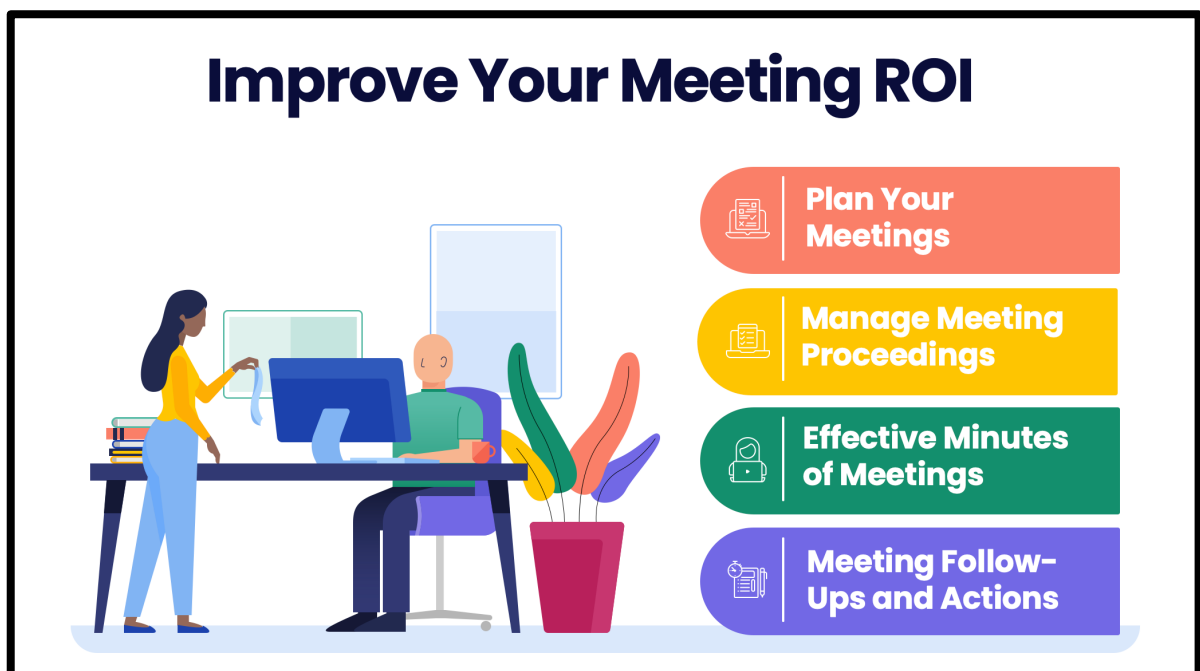 Improve Your Meeting ROI
Plan Your
Meetings
Manage Meeting
Proceedings
Effective Minutes
of Meetings
Meeting Follow-
Ups and Actions